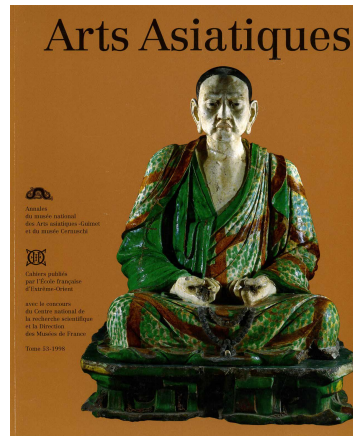 Arts Asiatiques
Annales
du musée national
des Arts asiatiques-Guimet
et du musée Cernuschi
Cahiers publiés
par l'École française
d'Extrême-Orient
avec le concours
du Centre national de
la recherche scientifique
et la Direction
des Musées de France
Tome 53-1998